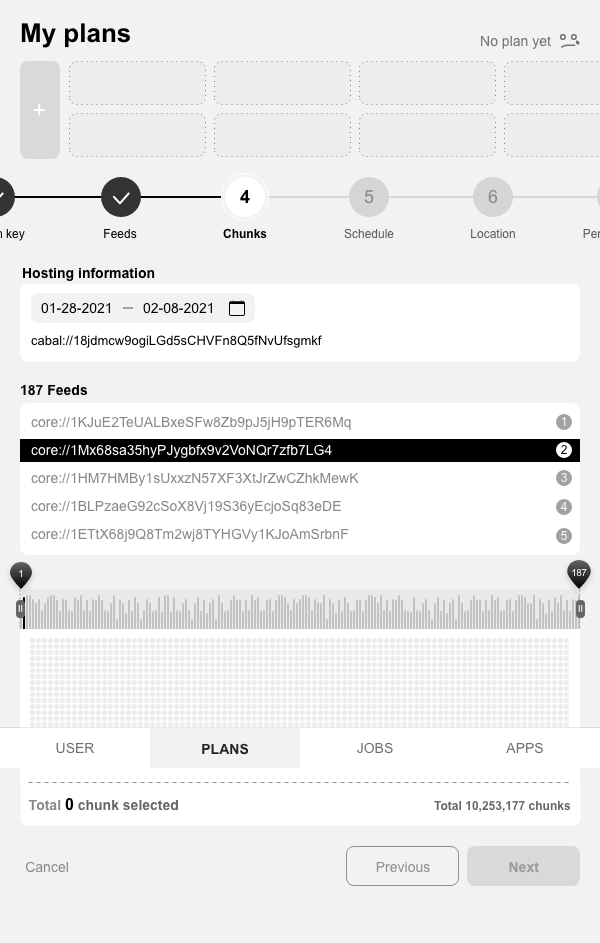 My plans
No plan yet
+
4
5
6
n key
Feeds
Chunks
Schedule
Location
Per
Hosting information
01-28-2021 — 02-08-2021
cabal://18jdmcw9ogiLGd5sCHVFn8Q5fNvUfsgmkf
187 Feeds
core://1KJuE2TeUALBxeSFw8Zb9pJ5jH9pTER6Mq 1
core://1Mx68sa35hyPJygbfx9v2VoNQr7zfb7LG4 2
core://1HM7HMBy1sUxxzN57XF3XtJrZwCZhkMewK 3
core://1BLPzaeG92cSoX8Vj19S36yEcjoSq83eDE 4
core://1ETtX68j9Q8Tm2wj8TYHGVy1KJoAmSrbnF 5
1
187
USER
PLANS
JOBS
APPS
Total 0 chunk selected
Total 10,253,177 chunks
Cancel
Previous
Next